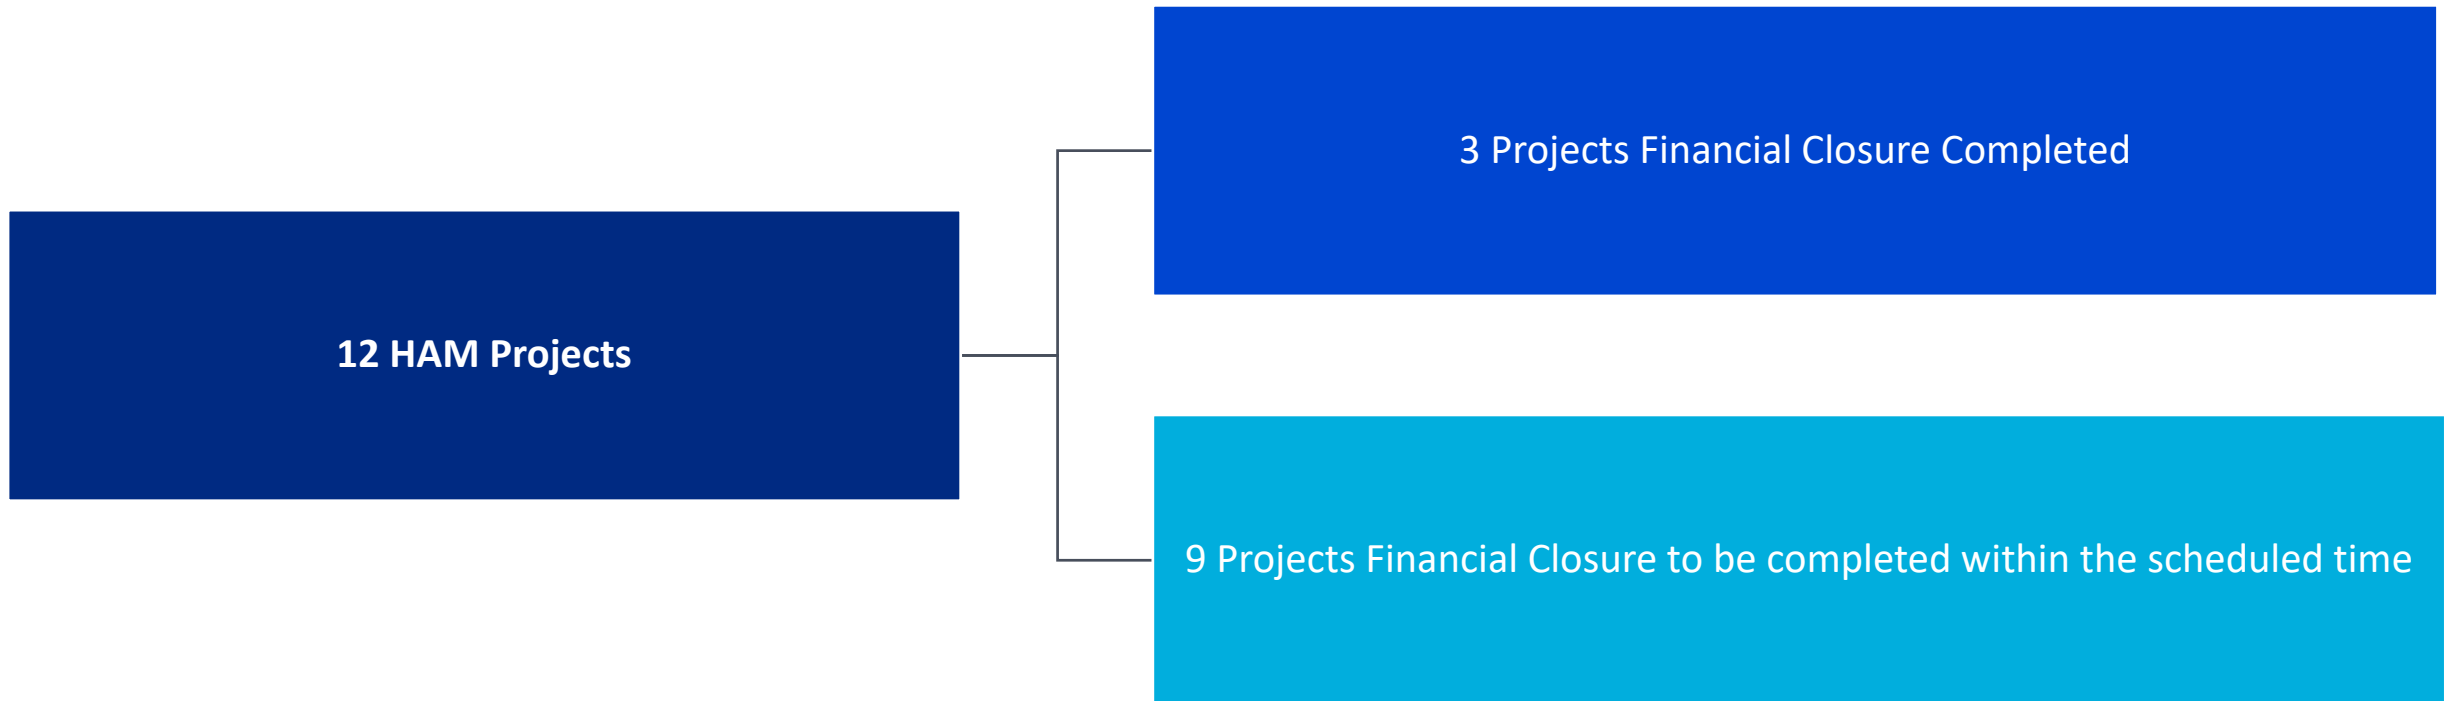 12 HAM Projects
3 Projects Financial Closure Completed
9 Projects Financial Closure to be completed within the scheduled time